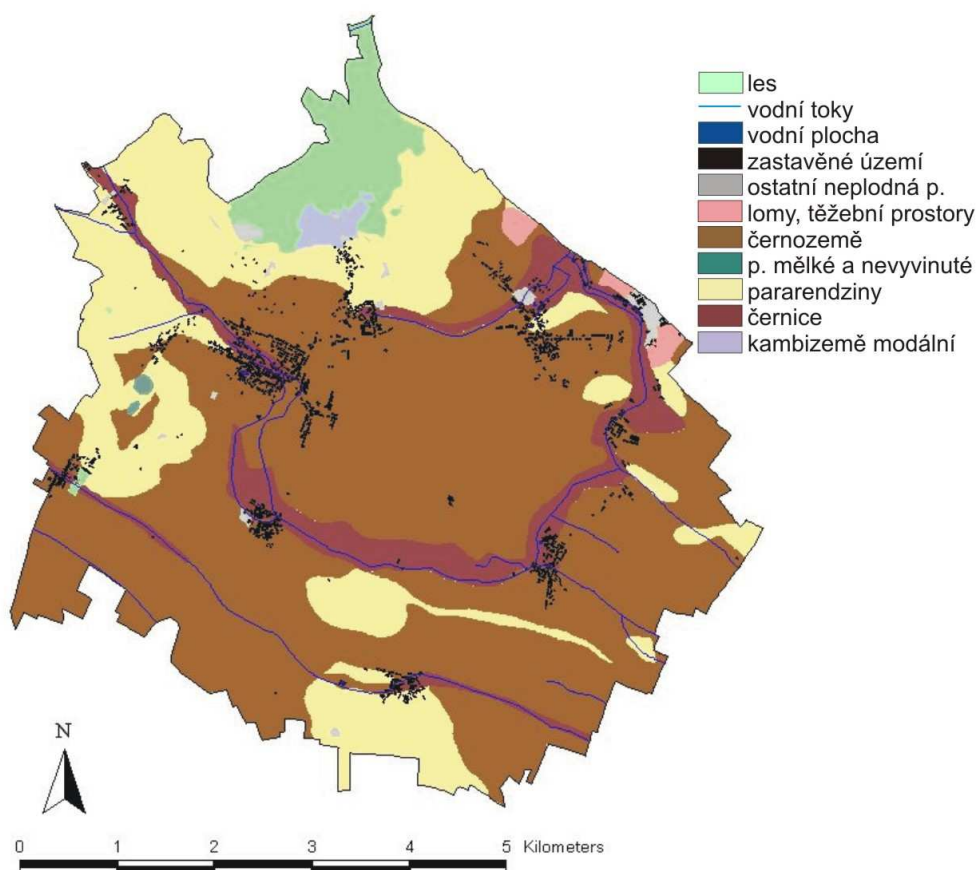 les
vodní toky
vodní plocha
zastavěné území
ostatní neplodná p.
lomy, těžební prostory
černozemě
p. mělké a nevyvinuté
pararendziny
černice
kambizemě modální
N
0 1 2 3 4 5 Kilometers